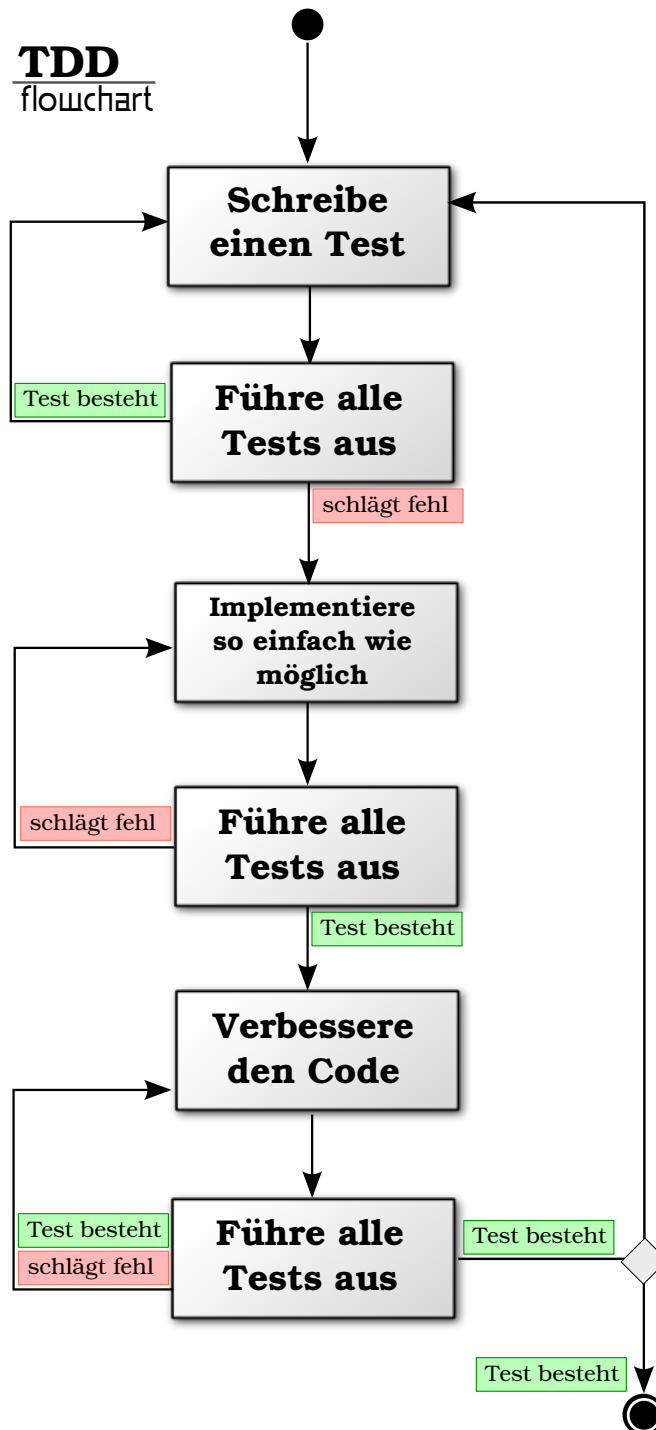 TDD
flowchart
Schreibe
einen Test
Test besteht
Führe alle
Tests aus
schlägt fehl
Implementiere
so einfach wie
möglich
schlägt fehl
Führe alle
Tests aus
Test besteht
Verbessere
den Code
Test besteht
schlägt fehl
Führe alle
Tests aus
Test besteht
Test besteht